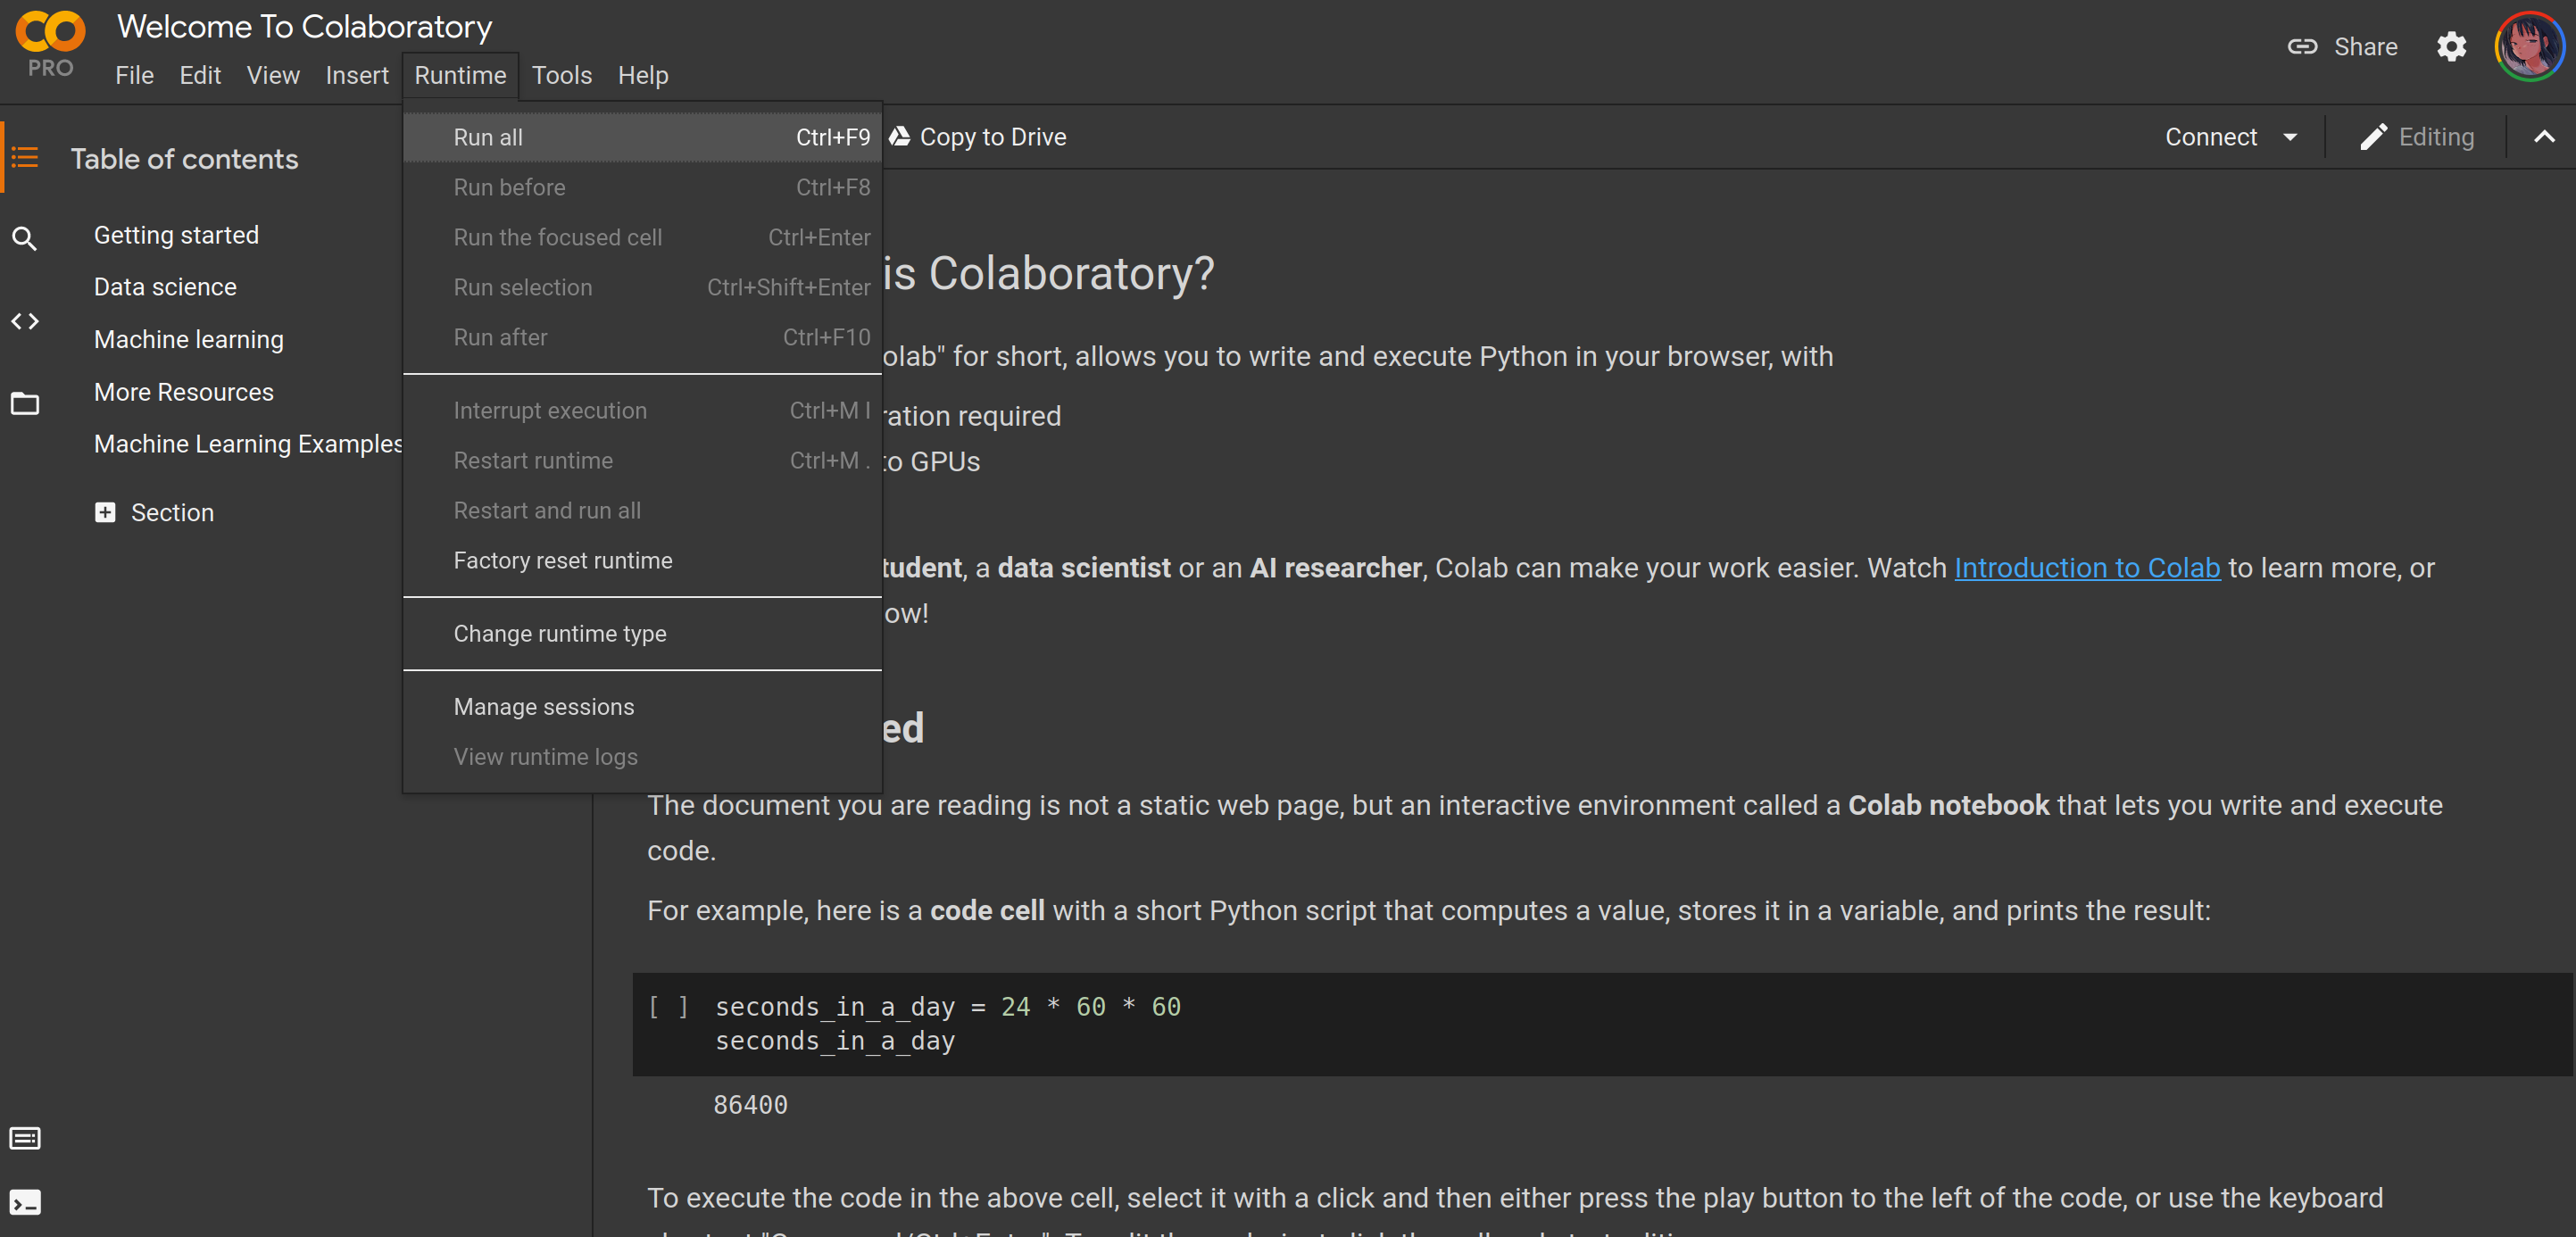 Welcome To Colaboratory
PRO
File Edit View Insert Runtime Tools Help
Share
Table of contents
Getting started
Data science
Machine learning
More Resources
Machine Learning Examples
Section
Run all Ctrl+F9
Run before Ctrl+F8
Run the focused cell Ctrl+Enter
Run selection Ctrl+Shift+Enter
Run after Ctrl+F10
Interrupt execution Ctrl+M I
Restart runtime Ctrl+M .
Restart and run all
Factory reset runtime
Change runtime type
Manage sessions
View runtime logs
Copy to Drive
Connect
Editing
is Colaboratory?
olab" for short, allows you to write and execute Python in your browser, with
ration required
to GPUs
tudent, a data scientist or an AI researcher, Colab can make your work easier. Watch Introduction to Colab to learn more, or
ow!
ed
The document you are reading is not a static web page, but an interactive environment called a Colab notebook that lets you write and execute
code.
For example, here is a code cell with a short Python script that computes a value, stores it in a variable, and prints the result:
[ ] seconds_in_a_day = 24 * 60 * 60
seconds_in_a_day
86400
To execute the code in the above cell, select it with a click and then either press the play button to the left of the code, or use the keyboard